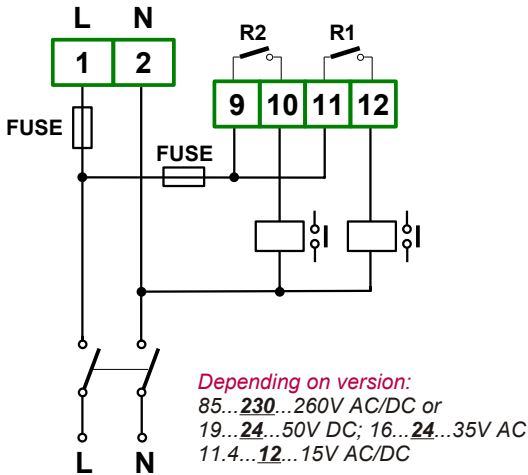 L N
R2 R1
1 2
9 10 11 12
FUSE
FUSE
Depending on version:
85...230...260V AC/DC or
19...24...50V DC; 16...24...35V AC
11.4...12...15V AC/DC
L N